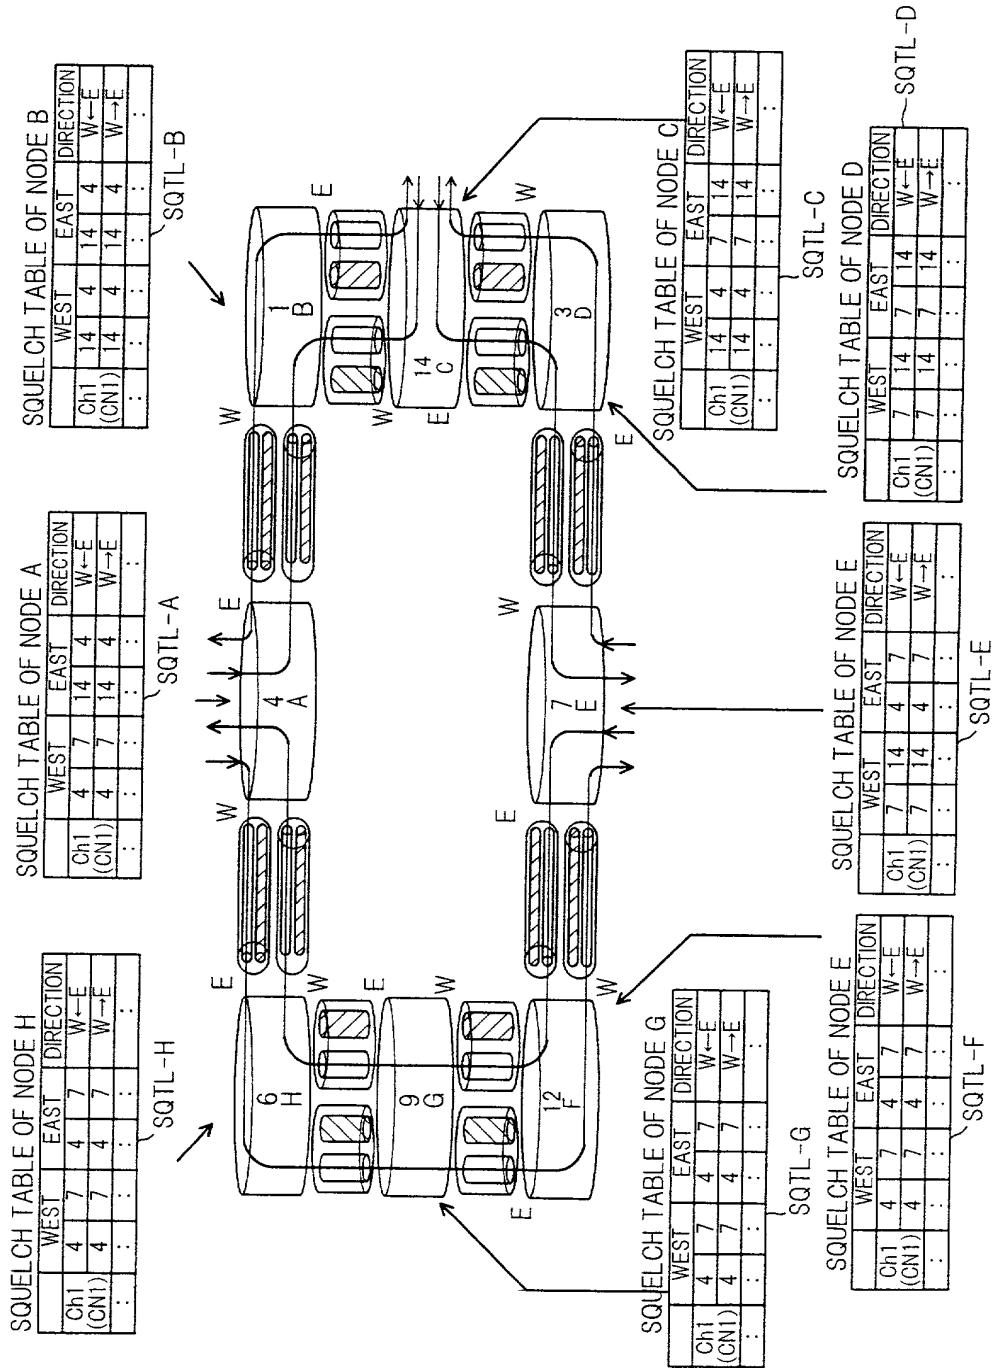 SQUELCH TABLE OF NODE H
WEST EAST DIRECTION
Ch1 4 7 4 7 W←E
(CN1) 4 7 4 7 W→E
: : : : : :
SQTL-H
SQUELCH TABLE OF NODE A
WEST EAST DIRECTION
Ch1 4 7 14 4 W←E
(CN1) 4 7 14 4 W→E
: : : : : :
SQTL-A
SQUELCH TABLE OF NODE B
WEST EAST DIRECTION
Ch1 14 4 14 4 W←E
(CN1) 14 4 14 4 W→E
: : : : : :
SQTL-B
E W E W E
6 H
4 A
1 B
W
E
9 G
W
14 C
E
W
12 F
7 E
3 D
E W E W E
W
SQUELCH TABLE OF NODE G
WEST EAST DIRECTION
Ch1 4 7 4 7 W←E
(CN1) 4 7 4 7 W→E
: : : : : :
SQTL-G
SQUELCH TABLE OF NODE C
WEST EAST DIRECTION
Ch1 14 4 7 14 W←E
(CN1) 14 4 7 14 W→E
: : : : : :
SQTL-C
SQUELCH TABLE OF NODE E
WEST EAST DIRECTION
Ch1 4 7 4 7 W←E
(CN1) 4 7 4 7 W→E
: : : : : :
SQTL-F
SQUELCH TABLE OF NODE E
WEST EAST DIRECTION
Ch1 7 14 4 7 W←E
(CN1) 7 14 4 7 W→E
: : : : : :
SQTL-E
SQUELCH TABLE OF NODE D
WEST EAST DIRECTION
Ch1 7 14 7 14 W←E
(CN1) 7 14 7 14 W→E
: : : : : :
SQTL-D